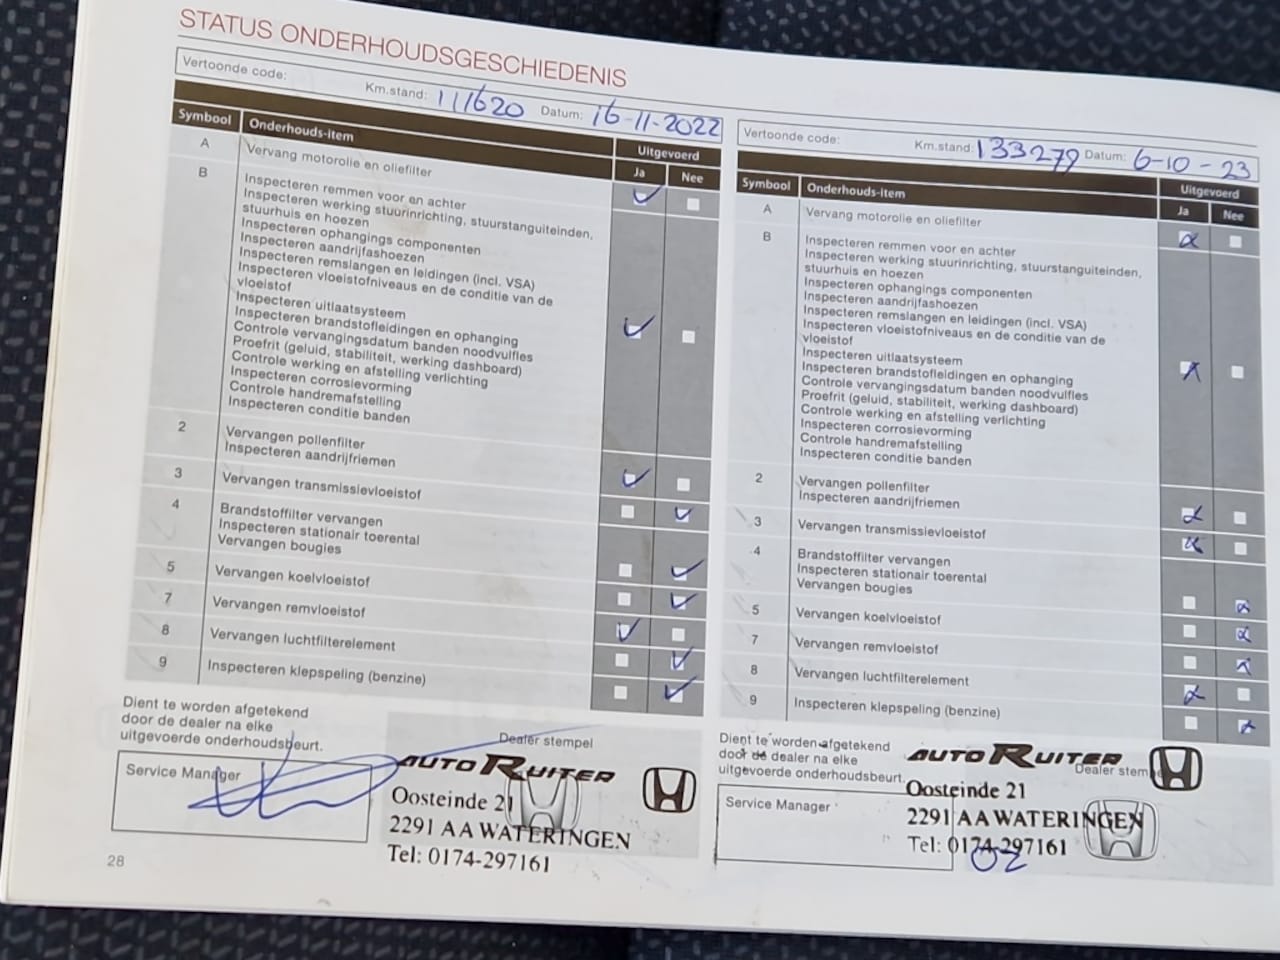 STATUS ONDERHOUDSGESCHIEDENIS
Vertoonde code:
Km.stand: 111620 Datum: 16-11-2022
Symbool Onderhouds-item Uitgevoerd
Ja Nee
A Vervang motorolie en oliefilter
B Inspecteren remmen voor en achter
Inspecteren werking stuurinrichting, stuurstanguiteinden,
stuurhuis en hoezen
Inspecteren ophangings componenten
Inspecteren aandrijfashoezen
Inspecteren remslangen en leidingen (incl. VSA)
Inspecteren vloeistofniveaus en de conditie van de
vloeistof
Inspecteren uitlaatsysteem
Inspecteren brandstofleidingen en ophanging
Controle vervangingsdatum banden noodvulfles
Proefrit (geluid, stabiliteit, werking dashboard)
Controle werking en afstelling verlichting
Inspecteren corrosievorming
Controle handremafstelling
Inspecteren conditie banden
2 Vervangen pollenfilter
Inspecteren aandrijfriemen
3 Vervangen transmissievloeistof
4 Brandstoffilter vervangen
Inspecteren stationair toerental
Vervangen bougies
5 Vervangen koelvloeistof
7 Vervangen remvloeistof
8 Vervangen luchtfilterelement
9 Inspecteren klepspeling (benzine)
Dient te worden afgetekend
door de dealer na elke
uitgevoerde onderhoudsbeurt.
Service Manager
Dealer stempel
AUTO RUITER
Oosteinde 21
2291 AA WATERINGEN
Tel: 0174-297161
28
Vertoonde code:
Km.stand: 133279 Datum: 6-10-23
Symbool Onderhouds-item Uitgevoerd
Ja Nee
A Vervang motorolie en oliefilter
B Inspecteren remmen voor en achter
Inspecteren werking stuurinrichting, stuurstanguiteinden,
stuurhuis en hoezen
Inspecteren ophangings componenten
Inspecteren aandrijfashoezen
Inspecteren remslangen en leidingen (incl. VSA)
Inspecteren vloeistofniveaus en de conditie van de
vloeistof
Inspecteren uitlaatsysteem
Inspecteren brandstofleidingen en ophanging
Controle vervangingsdatum banden noodvulfles
Proefrit (geluid, stabiliteit, werking dashboard)
Controle werking en afstelling verlichting
Inspecteren corrosievorming
Controle handremafstelling
Inspecteren conditie banden
2 Vervangen pollenfilter
Inspecteren aandrijfriemen
3 Vervangen transmissievloeistof
4 Brandstoffilter vervangen
Inspecteren stationair toerental
Vervangen bougies
5 Vervangen koelvloeistof
7 Vervangen remvloeistof
8 Vervangen luchtfilterelement
9 Inspecteren klepspeling (benzine)
Dient te worden afgetekend
door de dealer na elke
uitgevoerde onderhoudsbeurt.
Service Manager
AUTO RUITER
Dealer stempel
Oosteinde 21
2291 AA WATERINGEN
Tel: 0174-297161
02